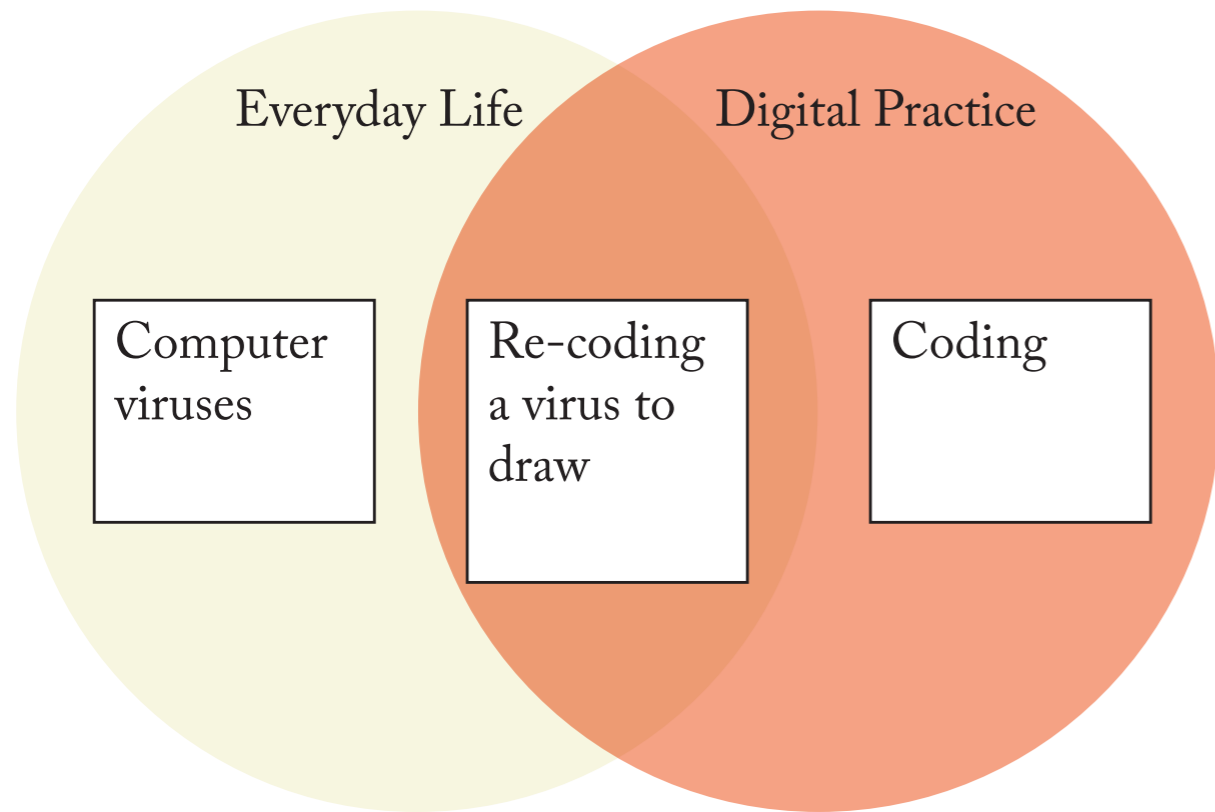 Everyday Life
Digital Practice
Computer
viruses
Re-coding
a virus to
draw
Coding